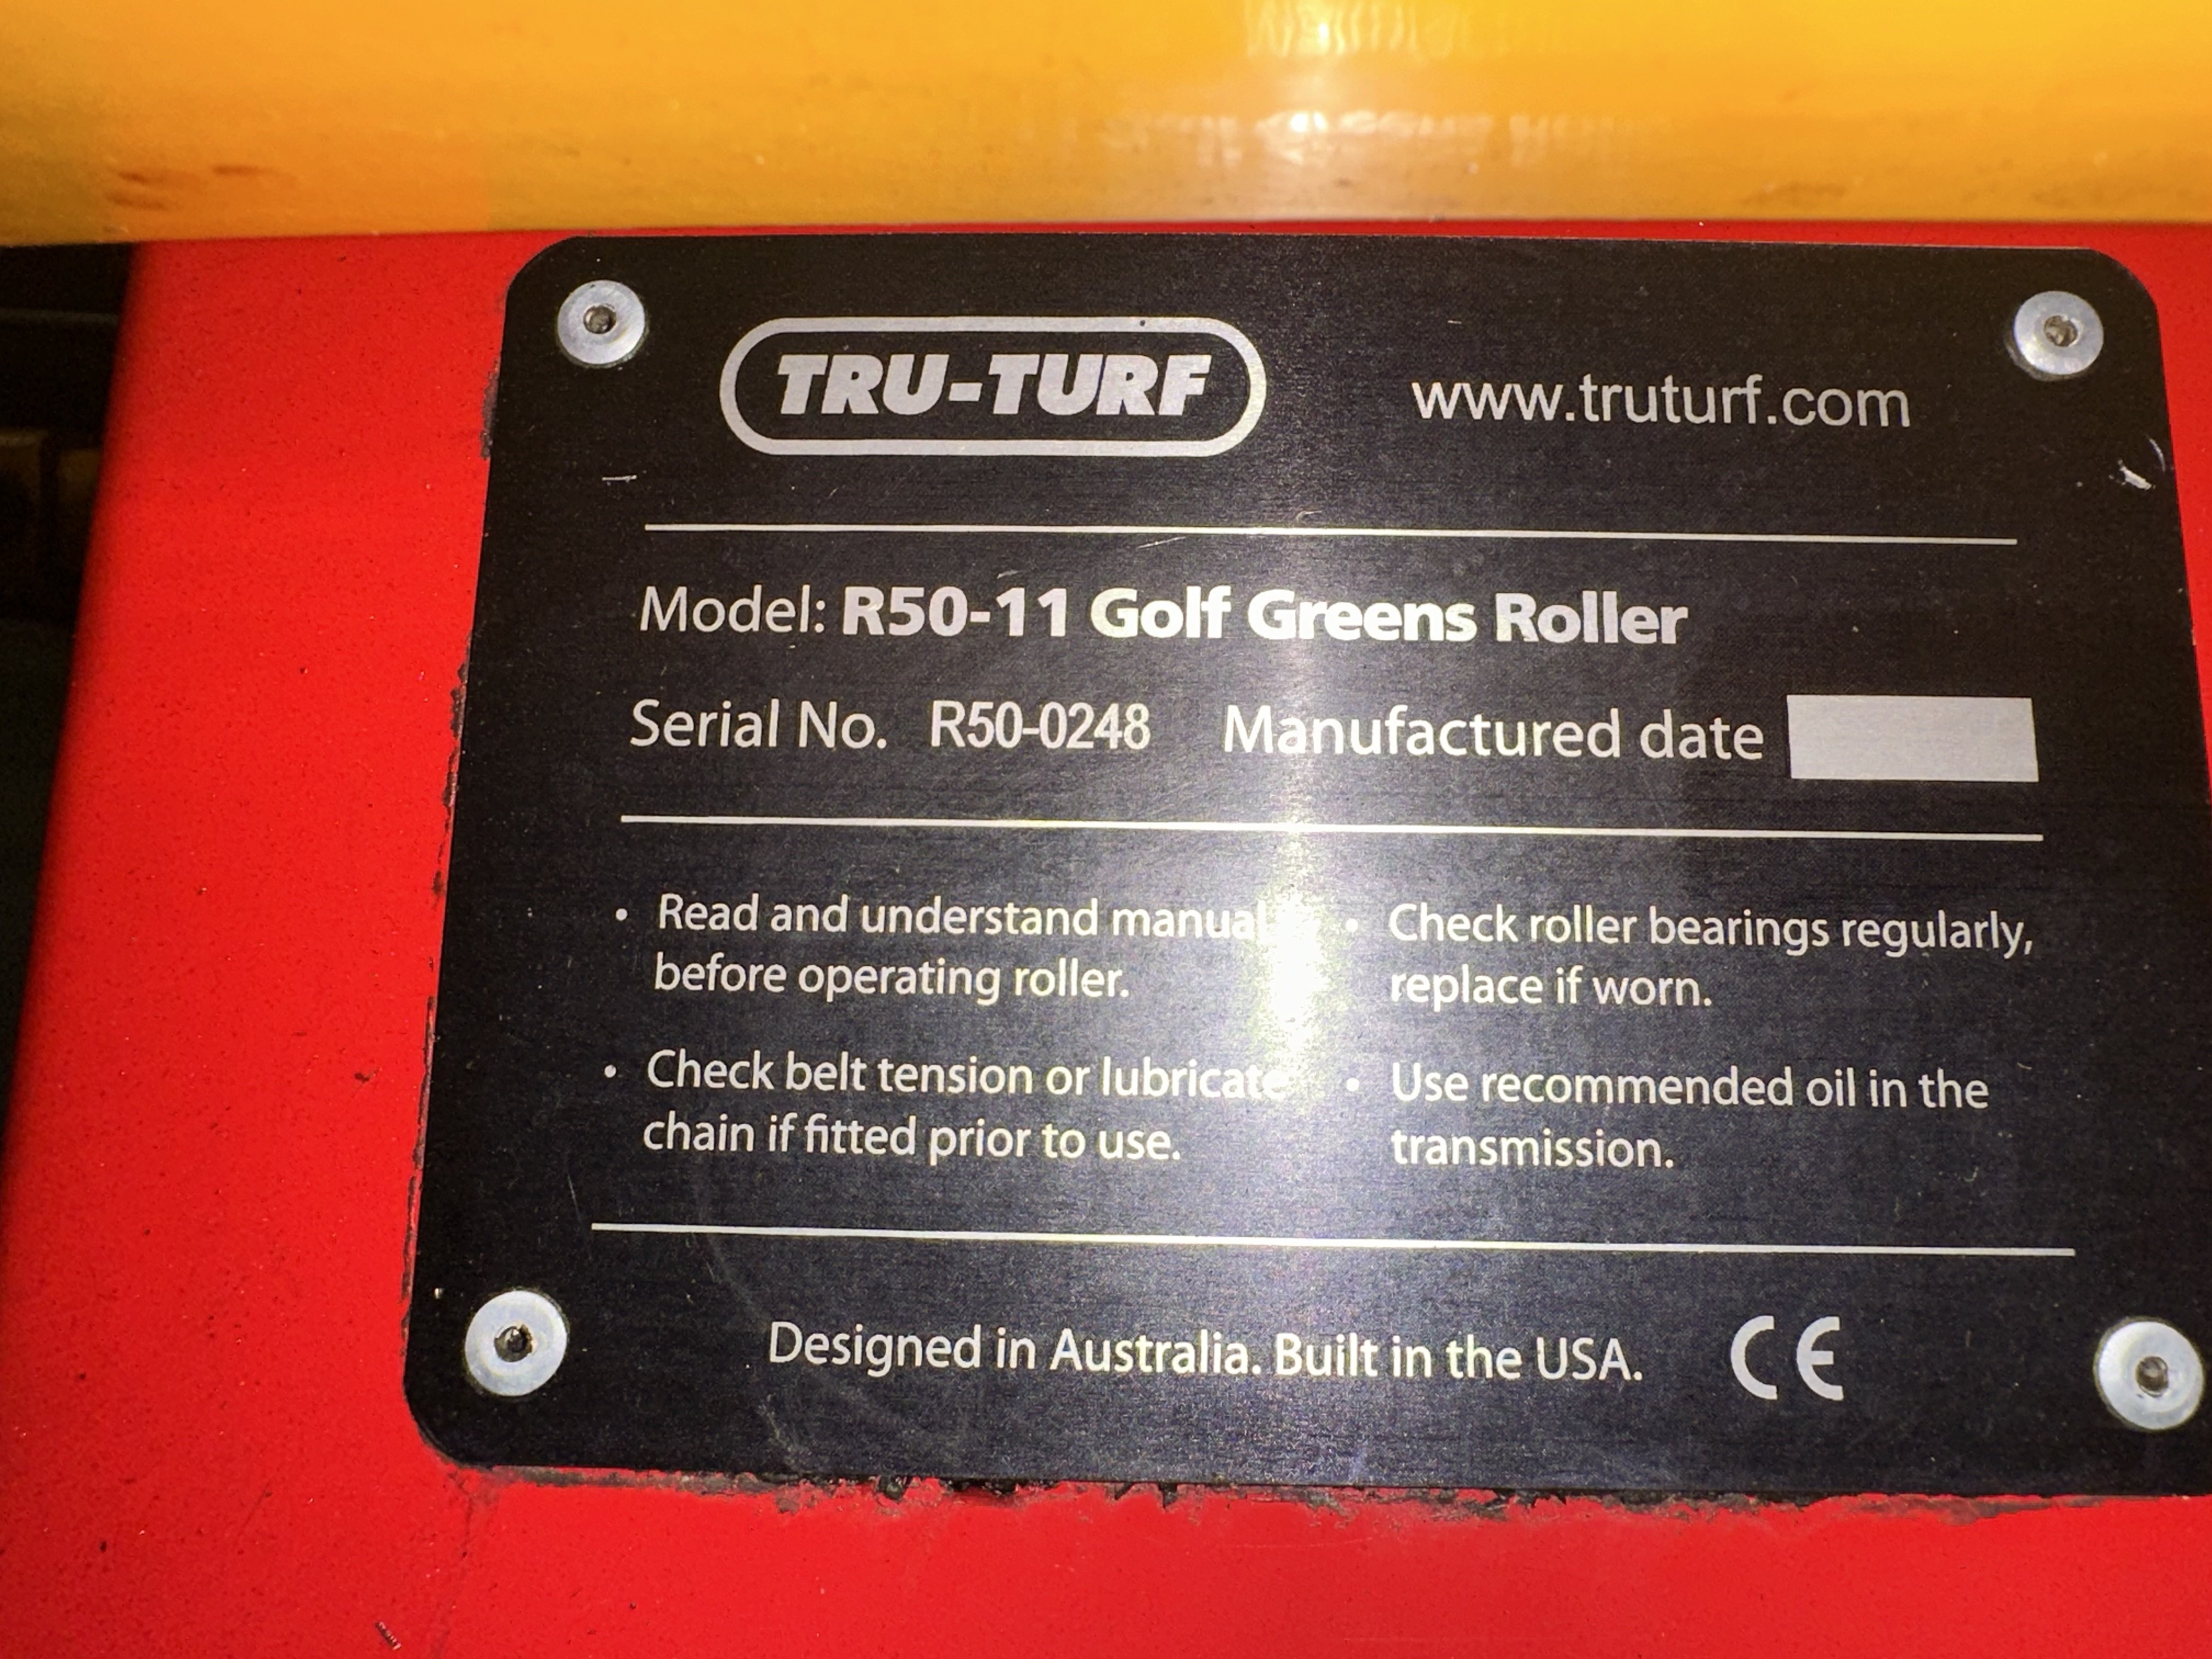 TRU-TURF
www.truturf.com
Model: R50-11 Golf Greens Roller
Serial No. R50-0248 Manufactured date
• Read and understand manual
before operating roller.
• Check belt tension or lubricate
chain if fitted prior to use.
• Check roller bearings regularly,
replace if worn.
• Use recommended oil in the
transmission.
Designed in Australia. Built in the USA. CE